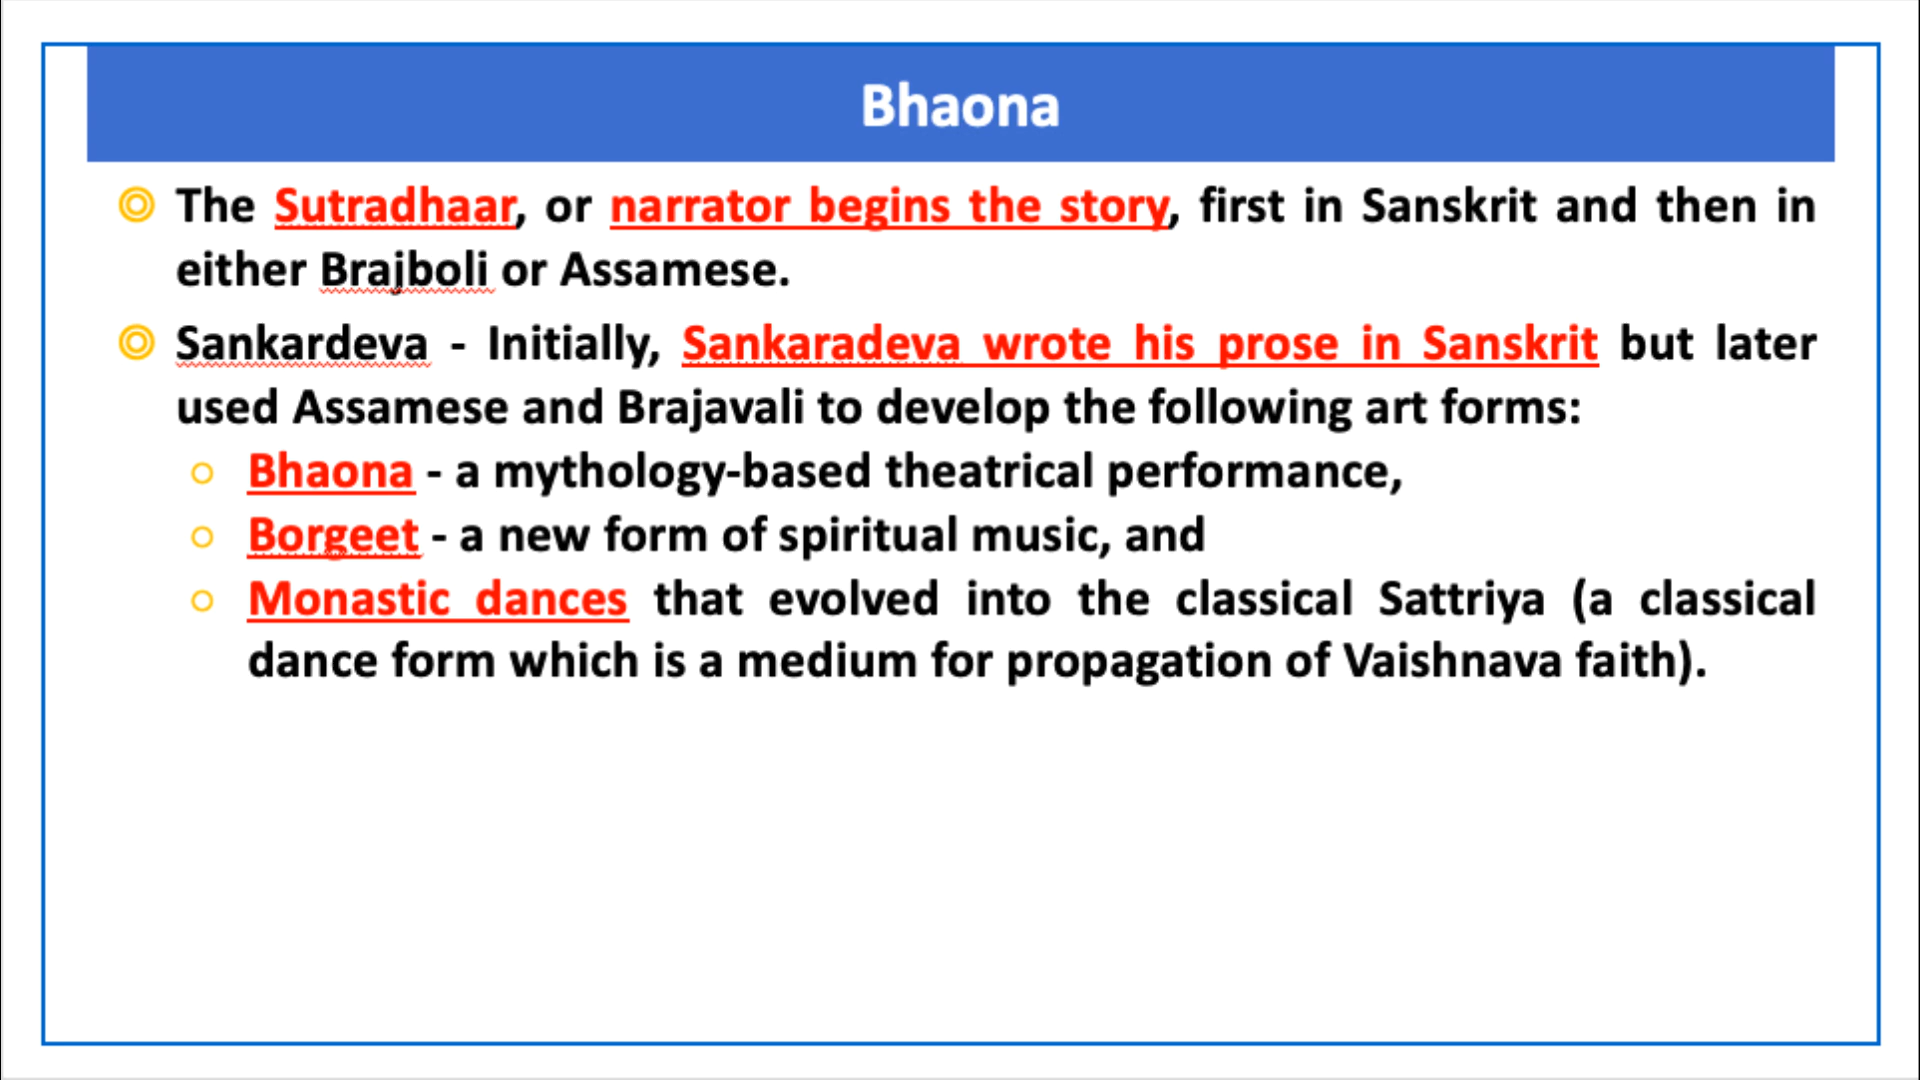 Bhaona
The Sutradhaar, or narrator begins the story, first in Sanskrit and then in
either Brajboli or Assamese.
Sankardeva - Initially, Sankaradeva wrote his prose in Sanskrit but later
used Assamese and Brajavali to develop the following art forms:
Bhaona - a mythology-based theatrical performance,
Borgeet - a new form of spiritual music, and
Monastic dances that evolved into the classical Sattriya (a classical
dance form which is a medium for propagation of Vaishnava faith).